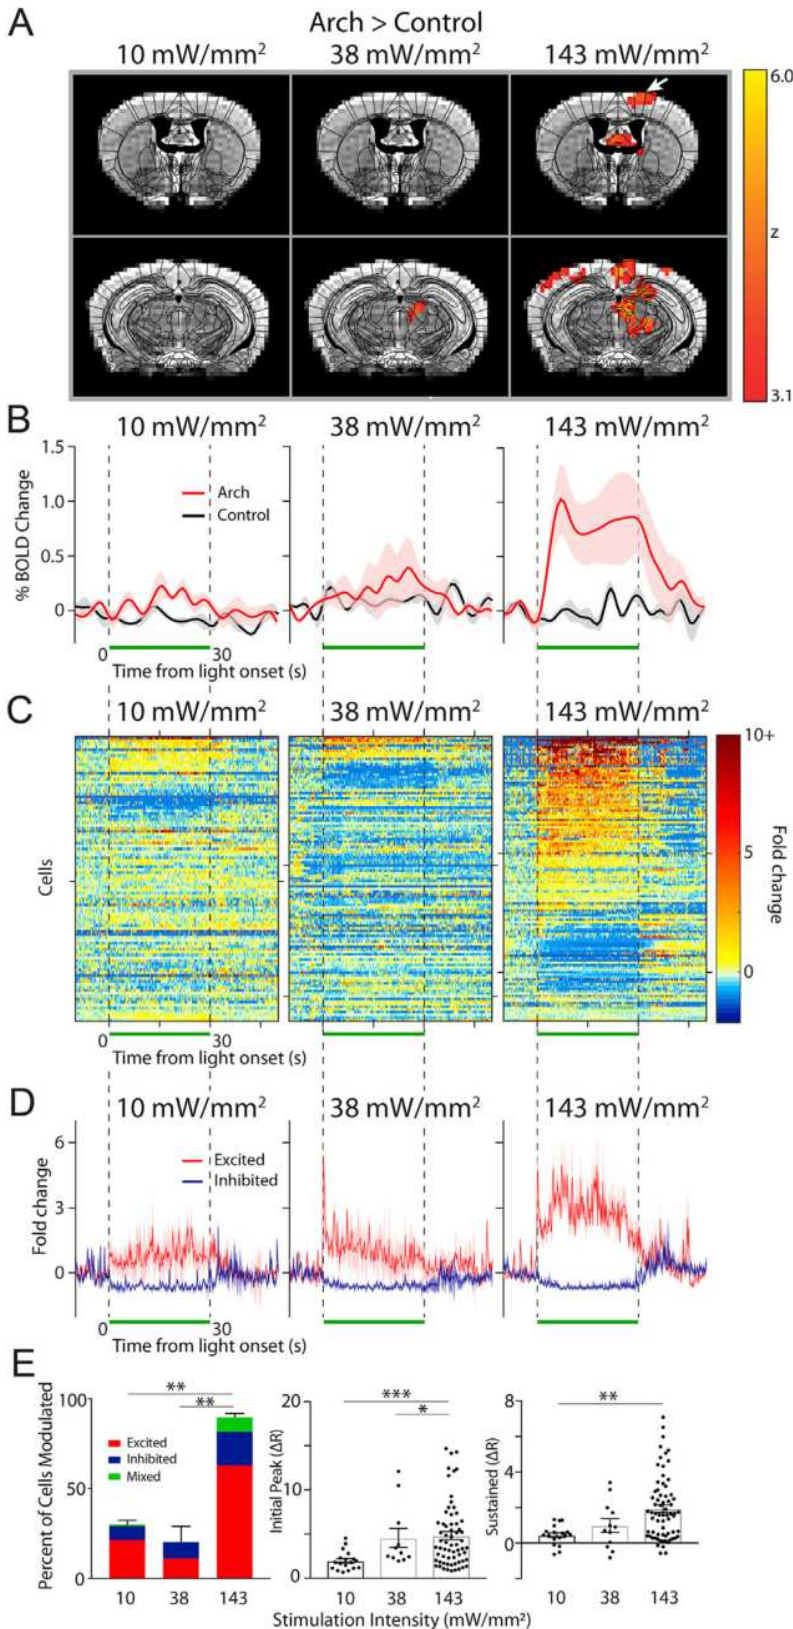 A
Arch > Control
10 mW/mm² 38 mW/mm² 143 mW/mm²
6.0
z
3.1
B
10 mW/mm² 38 mW/mm² 143 mW/mm²
% BOLD Change
1.5
1.0
0.5
0
Arch
Control
0 30
Time from light onset (s)
C
10 mW/mm² 38 mW/mm² 143 mW/mm²
Cells
10+
5
0
Fold change
0 30
Time from light onset (s)
D
10 mW/mm² 38 mW/mm² 143 mW/mm²
Fold change
6
3
0
Excited
Inhibited
0 30
Time from light onset (s)
E
Percent of Cells Modulated
100
50
0
**
**
Excited
Inhibited
Mixed
10 38 143
Initial Peak (ΔR)
20
10
0
***
*
10 38 143
Sustained (ΔR)
8
4
0
**
10 38 143
Stimulation Intensity (mW/mm²)